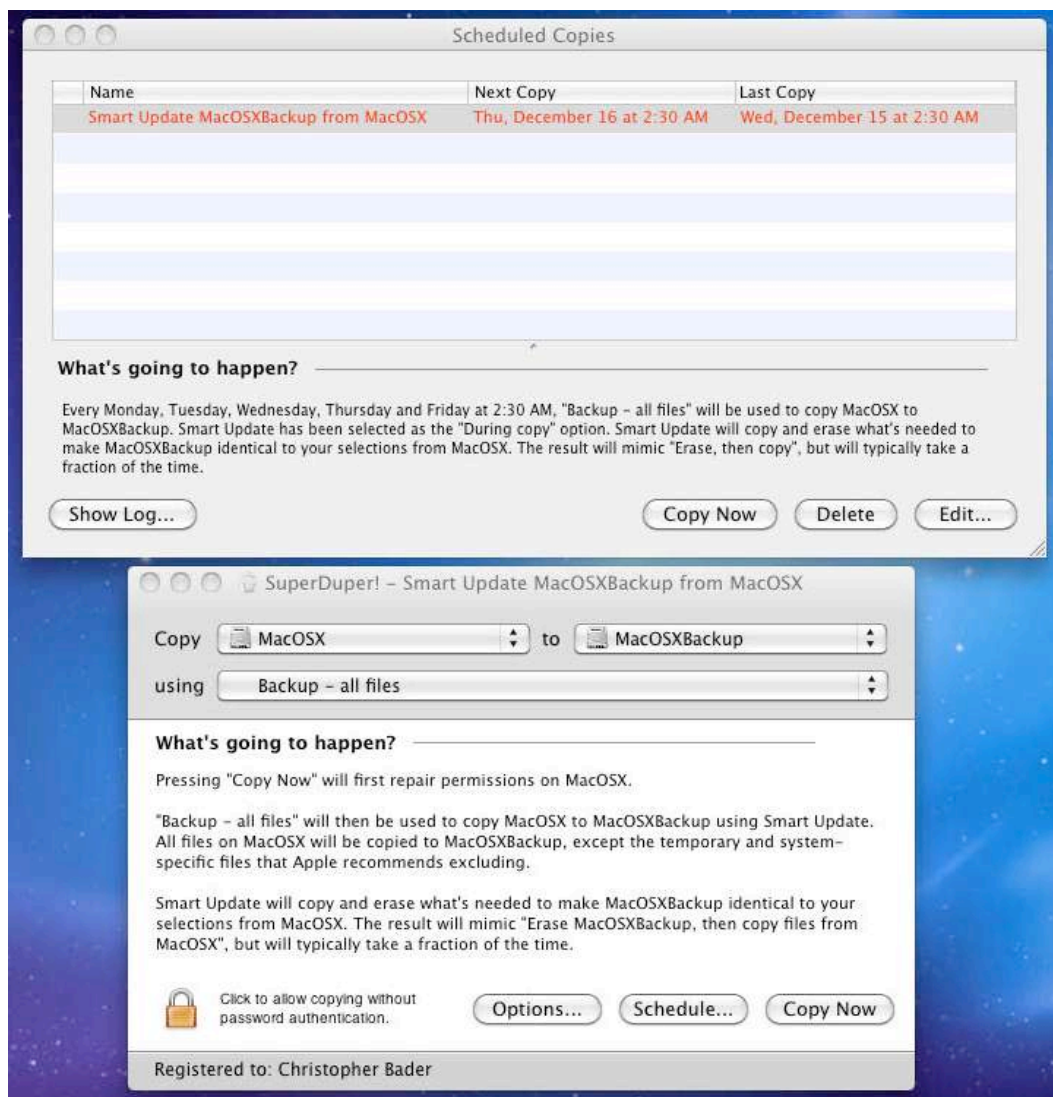 Scheduled Copies
Name Next Copy Last Copy
Smart Update MacOSXBackup from MacOSX Thu, December 16 at 2:30 AM Wed, December 15 at 2:30 AM
What's going to happen?
Every Monday, Tuesday, Wednesday, Thursday and Friday at 2:30 AM, "Backup - all files" will be used to copy MacOSX to
MacOSXBackup. Smart Update has been selected as the "During copy" option. Smart Update will copy and erase what's needed to
make MacOSXBackup identical to your selections from MacOSX. The result will mimic "Erase, then copy", but will typically take a
fraction of the time.
Show Log... Copy Now Delete Edit...
SuperDuper! - Smart Update MacOSXBackup from MacOSX
Copy MacOSX to MacOSXBackup
using Backup - all files
What's going to happen?
Pressing "Copy Now" will first repair permissions on MacOSX.
"Backup - all files" will then be used to copy MacOSX to MacOSXBackup using Smart Update.
All files on MacOSX will be copied to MacOSXBackup, except the temporary and system-
specific files that Apple recommends excluding.
Smart Update will copy and erase what's needed to make MacOSXBackup identical to your
selections from MacOSX. The result will mimic "Erase MacOSXBackup, then copy files from
MacOSX", but will typically take a fraction of the time.
Click to allow copying without
password authentication.
Options... Schedule... Copy Now
Registered to: Christopher Bader